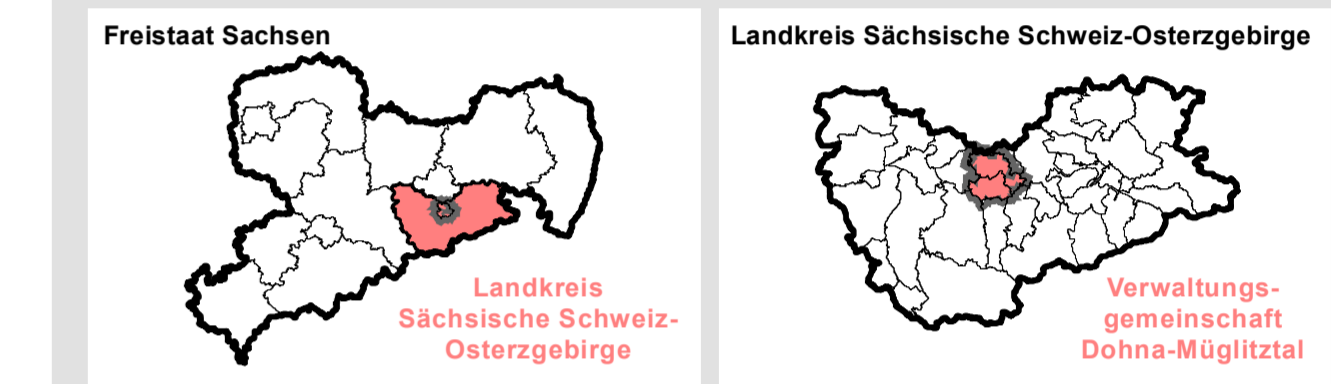 Freistaat Sachsen
Landkreis
Sächsische Schweiz-
Osterzgebirge
Landkreis Sächsische Schweiz-Osterzgebirge
Verwaltungs-
gemeinschaft
Dohna-Müglitztal